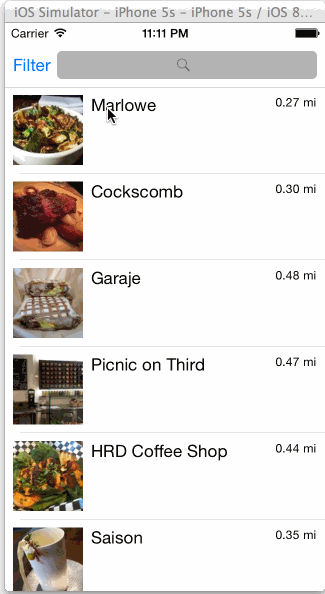 iOS Simulator – iPhone 5s – iPhone 5s / iOS 8...
Carrier 11:11 PM
Filter
Marlowe 0.27 mi
Cockscomb 0.30 mi
Garaje 0.48 mi
Picnic on Third 0.47 mi
HRD Coffee Shop 0.44 mi
Saison 0.35 mi